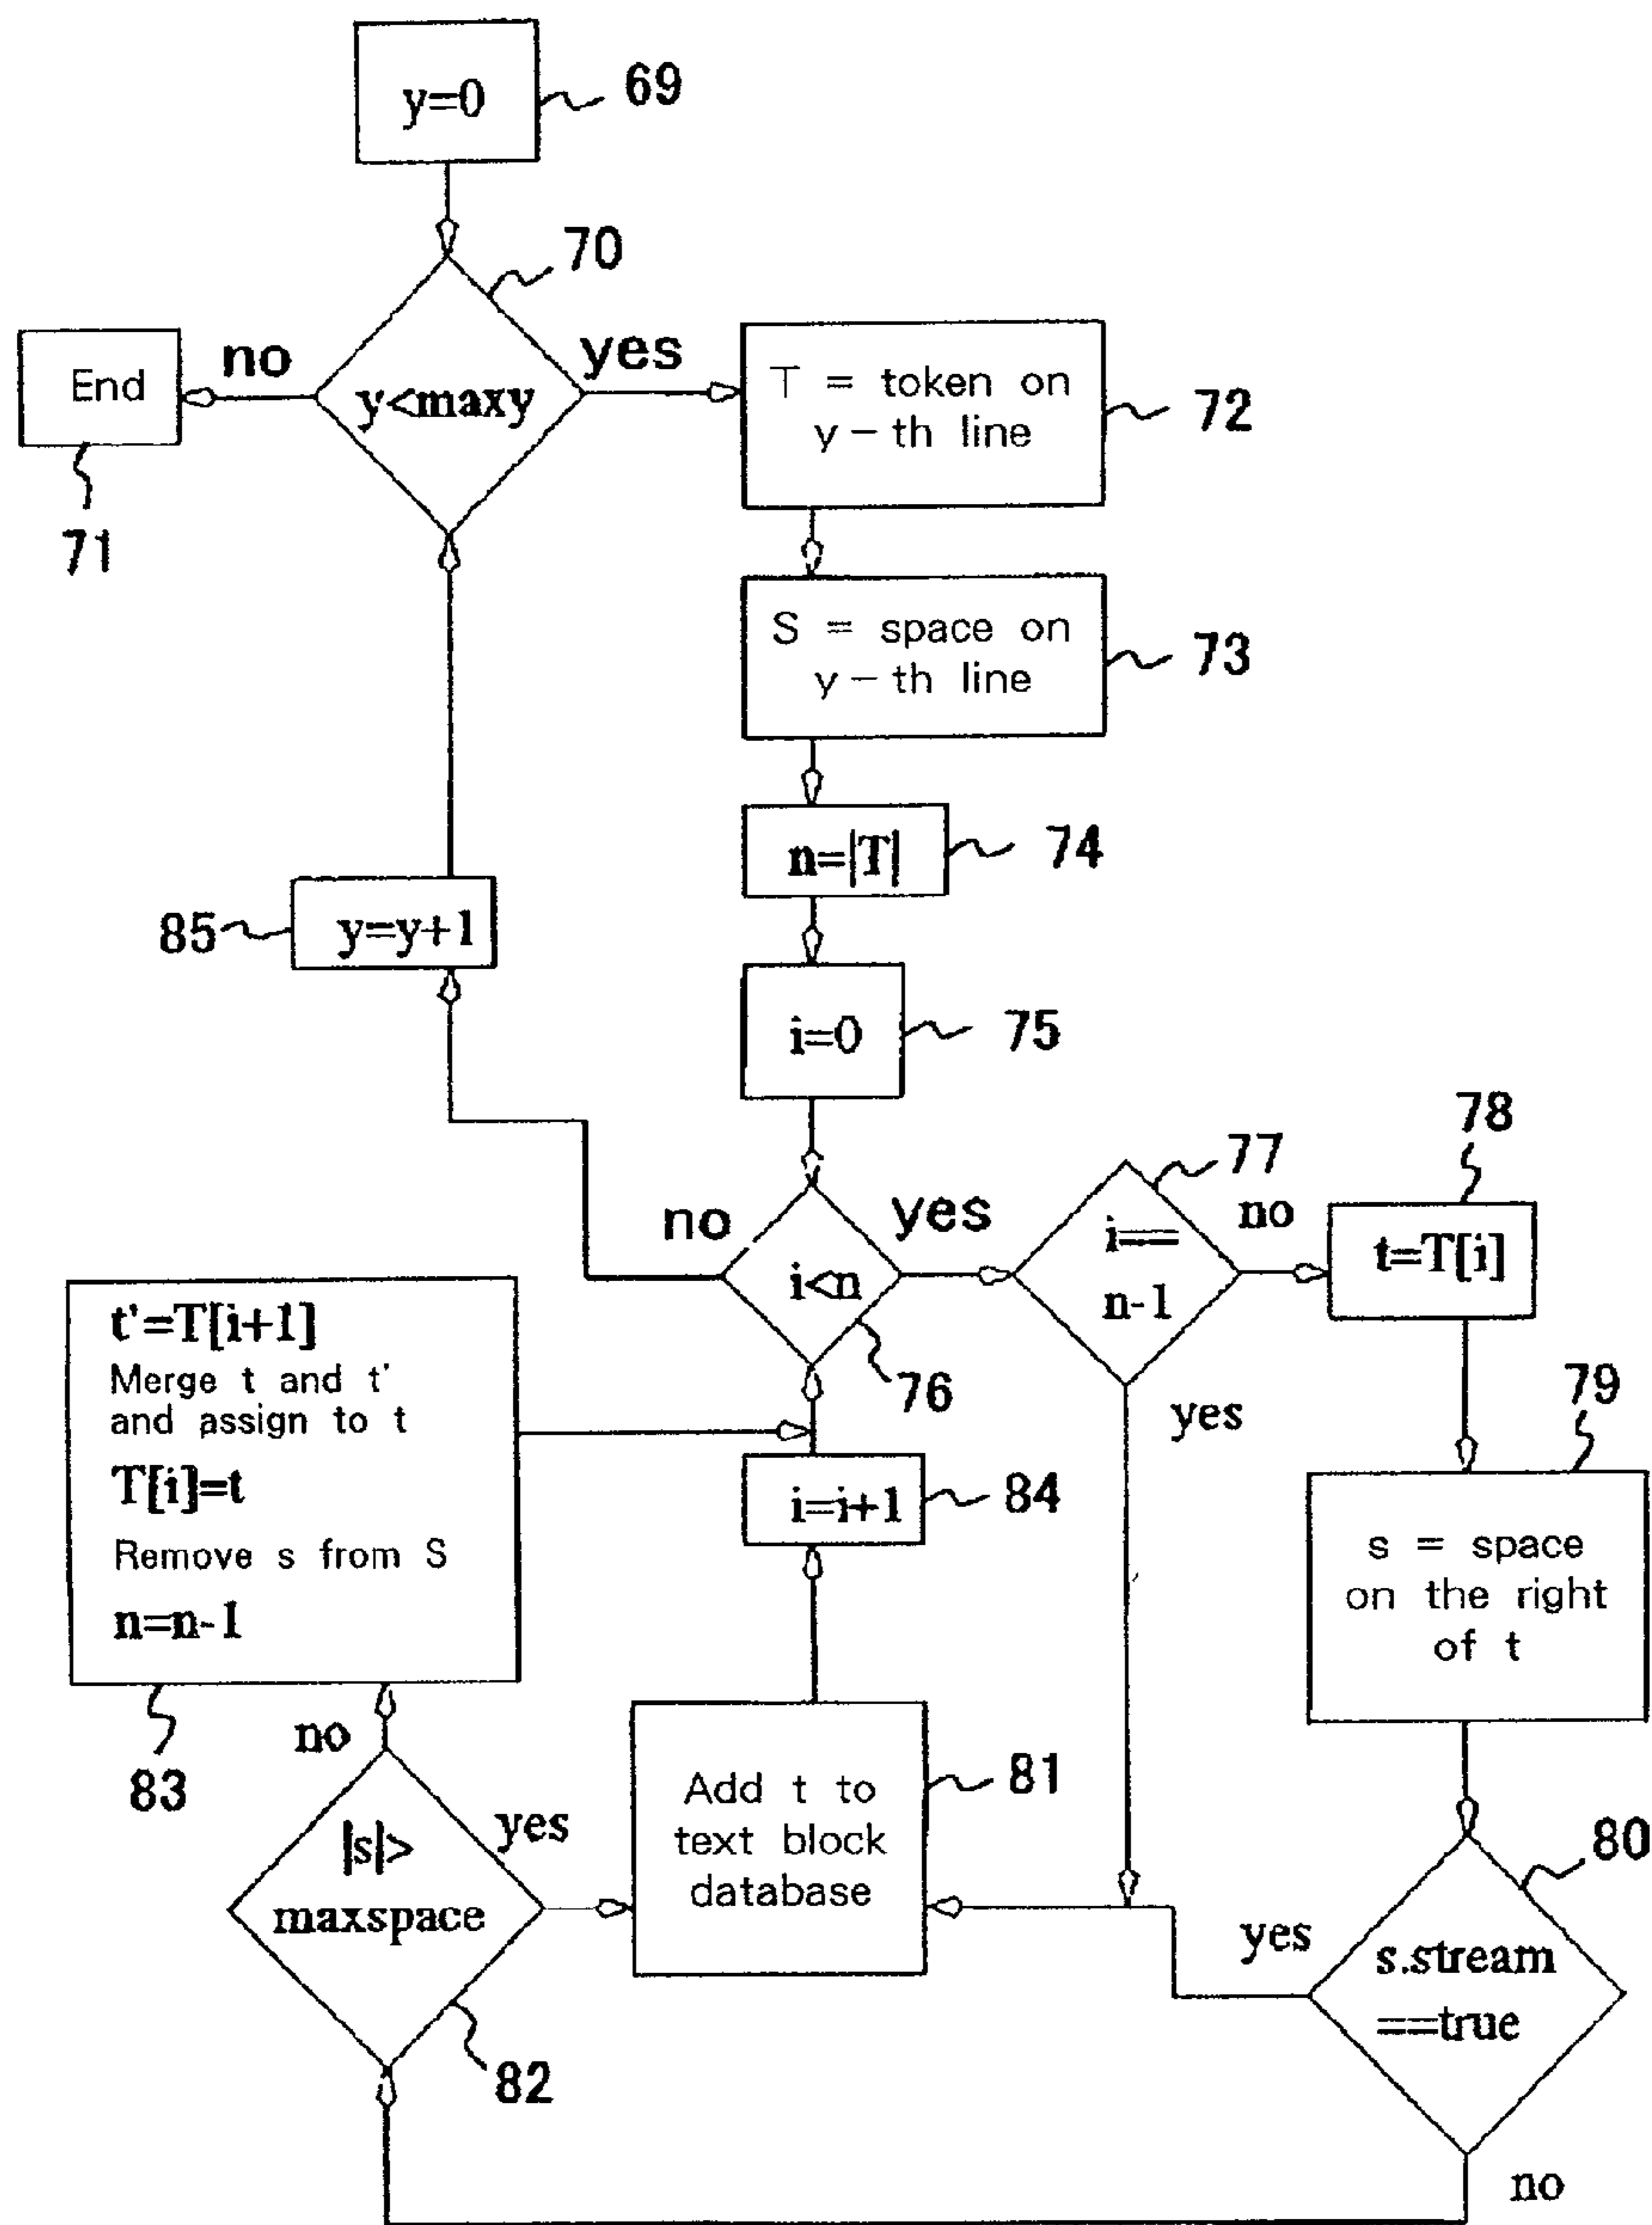 y=0
69
70
y<maxy
no
yes
End
71
T = token on
y-th line
72
S = space on
y-th line
73
n=|T|
74
85
y=y+1
i=0
75
no
i<n
yes
76
77
i==
n-1
no
yes
78
t=T[i]
79
s = space
on the right
of t
t'=T[i+1]
Merge t and t'
and assign to t
T[i]=t
Remove s from S
n=n-1
83
i=i+1
84
no
|s|>
maxspace
yes
82
Add t to
text block
database
81
80
yes
s.stream
==true
no